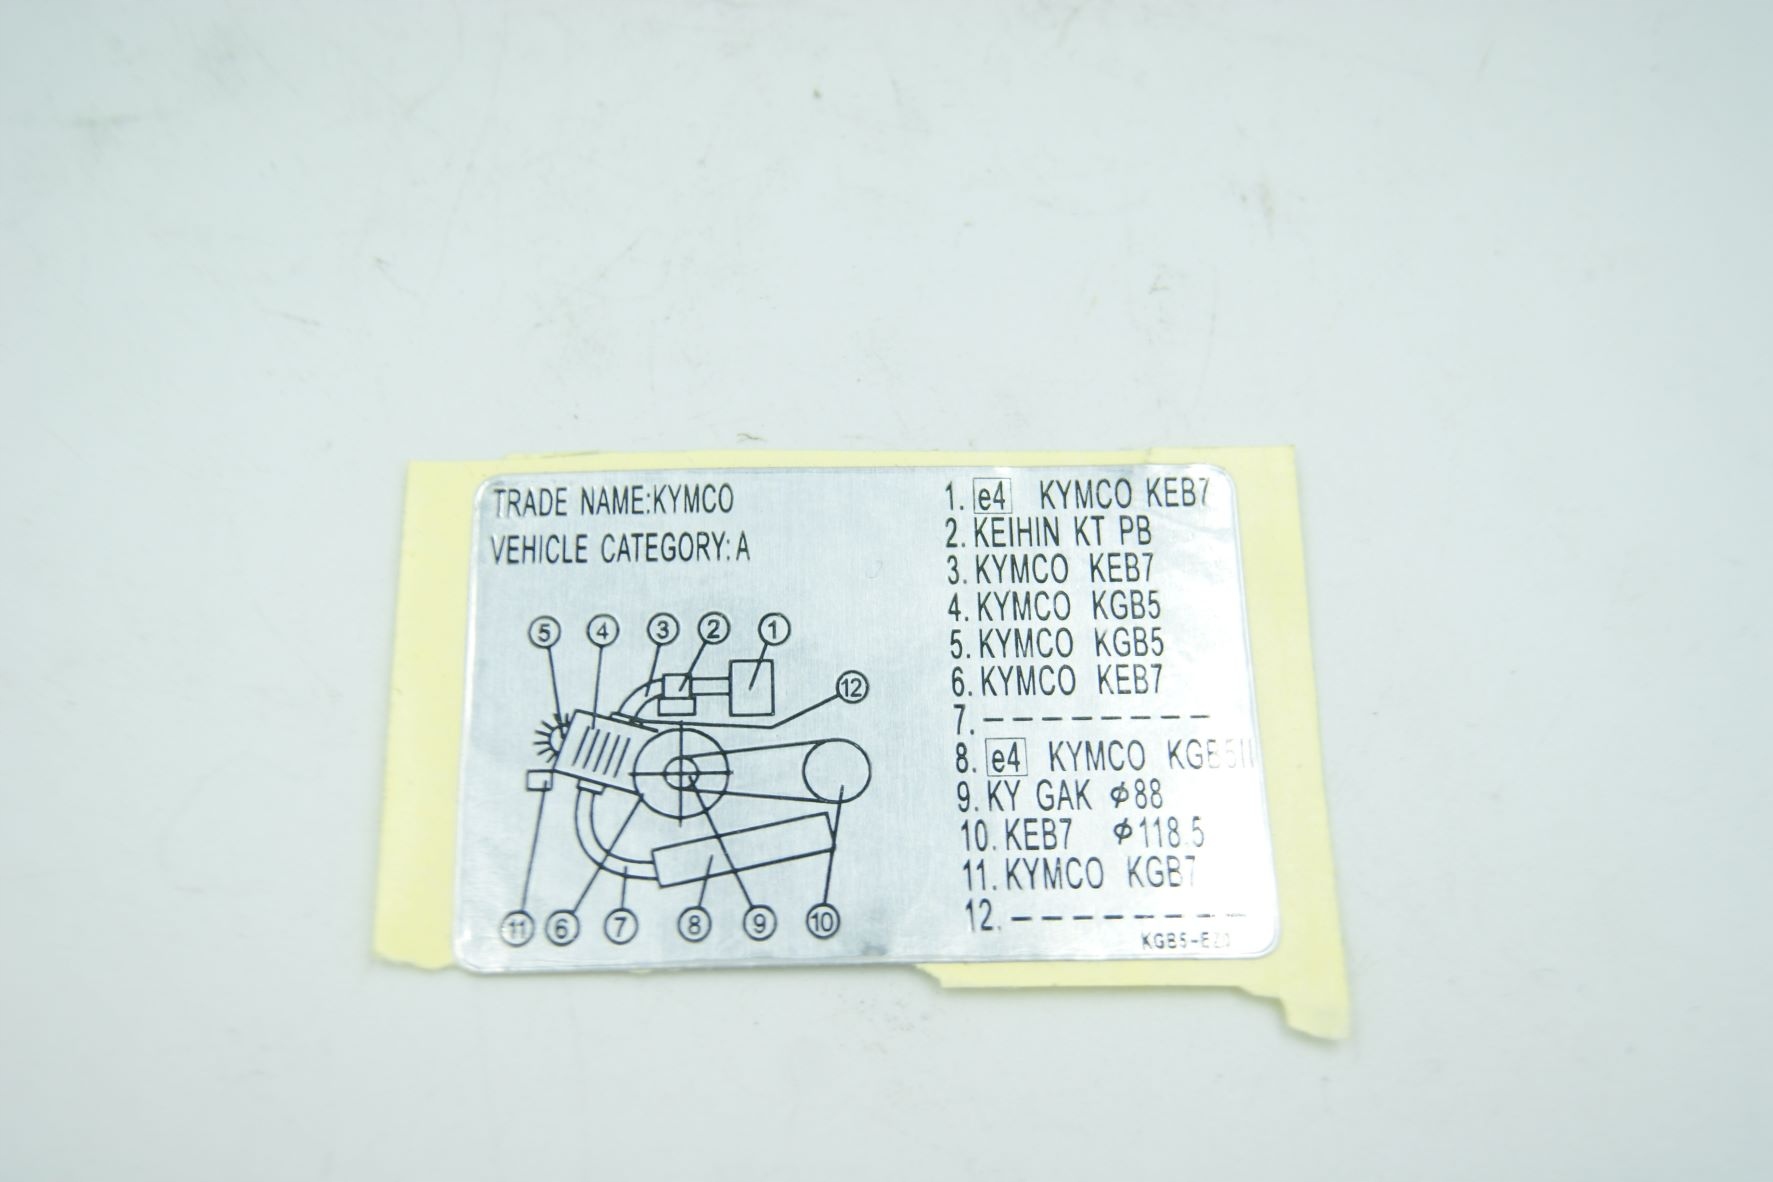 TRADE NAME:KYMCO
VEHICLE CATEGORY:A
5 4 3 2 1
12
11 6 7 8 9 10
1. e4 KYMCO KEB7
2. KEIHIN KT PB
3. KYMCO KEB7
4. KYMCO KGB5
5. KYMCO KGB5
6. KYMCO KEB7
7. --------
8. e4 KYMCO
9. KY GAK ϕ88
10. KEB7 ϕ118.5
11. KYMCO KGB7
12. --------